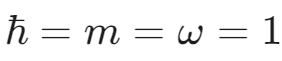 ℏ = m = ω = 1